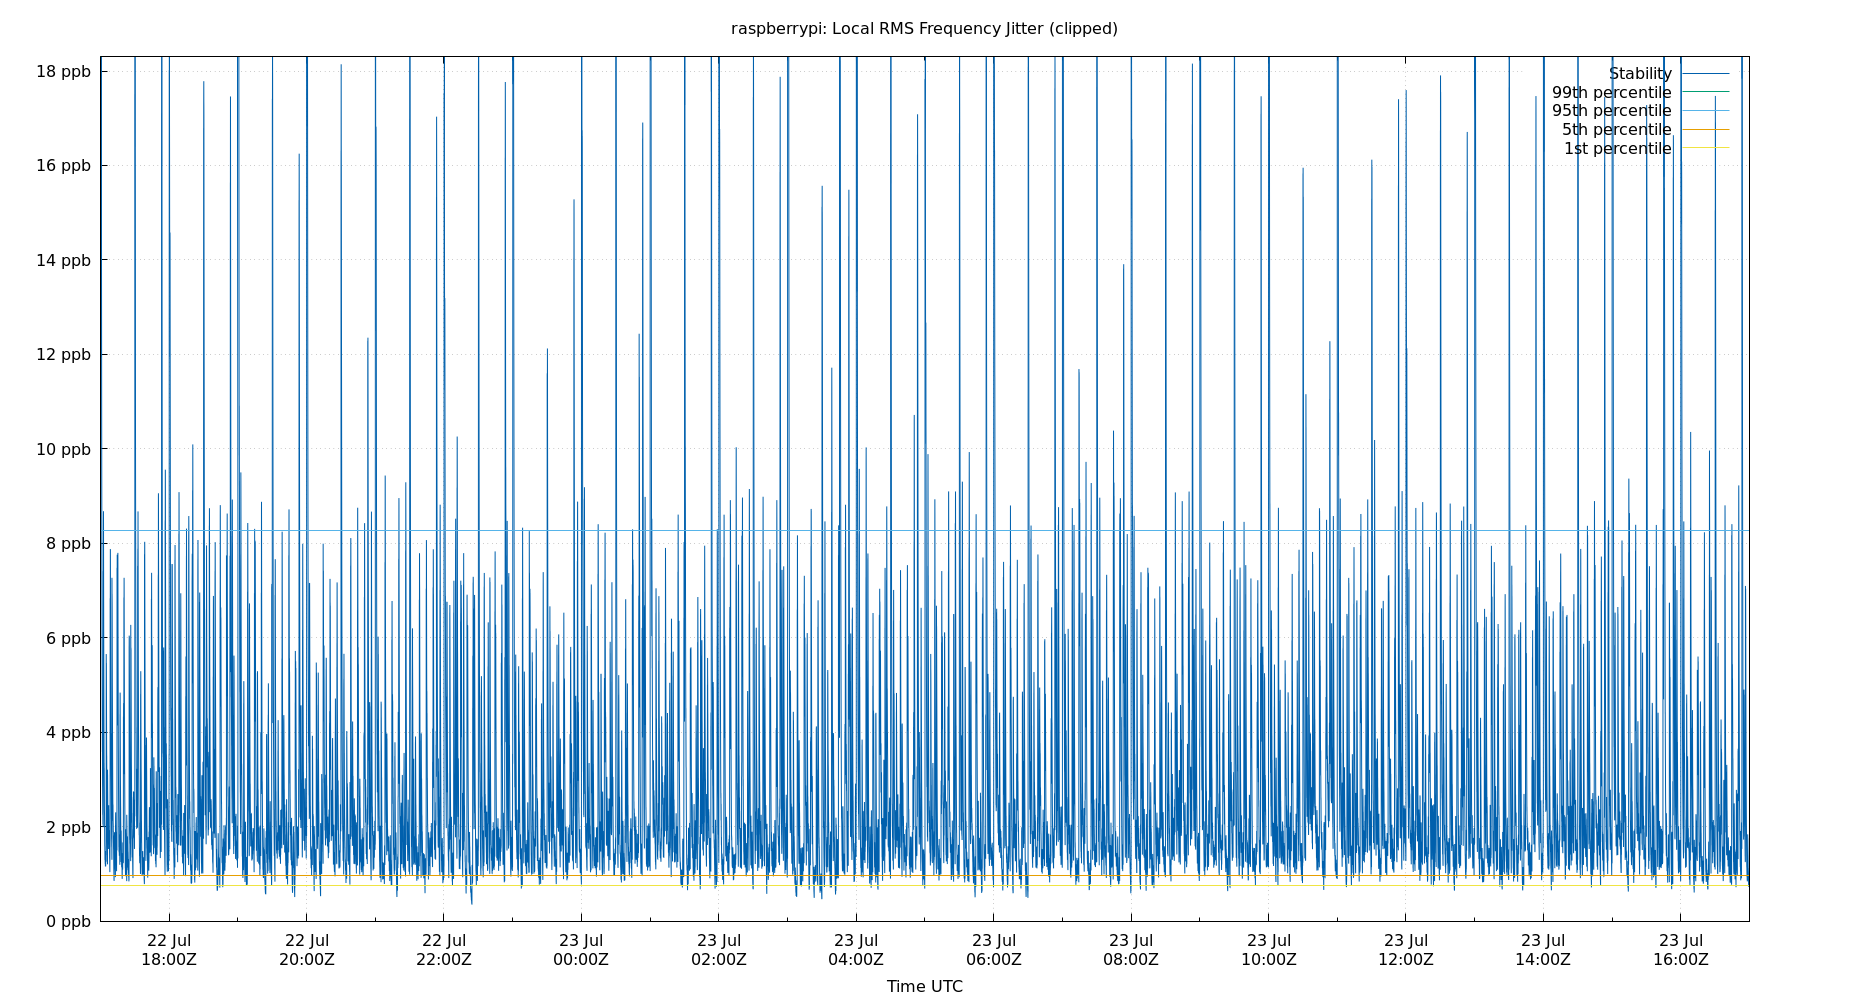 raspberrypi: Local RMS Frequency Jitter (clipped)
18 ppb
16 ppb
14 ppb
12 ppb
10 ppb
8 ppb
6 ppb
4 ppb
2 ppb
0 ppb
Stability
99th percentile
95th percentile
5th percentile
1st percentile
22 Jul 22 Jul 22 Jul 23 Jul 23 Jul 23 Jul 23 Jul 23 Jul 23 Jul 23 Jul 23 Jul 23 Jul
18:00Z 20:00Z 22:00Z 00:00Z 02:00Z 04:00Z 06:00Z 08:00Z 10:00Z 12:00Z 14:00Z 16:00Z
Time UTC